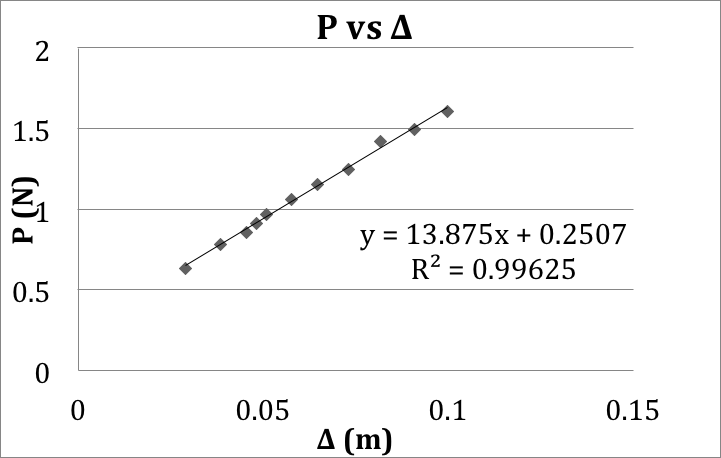 P vs Δ
2
1.5
1
0.5
0
P (N)
y = 13.875x + 0.2507
R² = 0.99625
0
0.05
0.1
0.15
Δ (m)